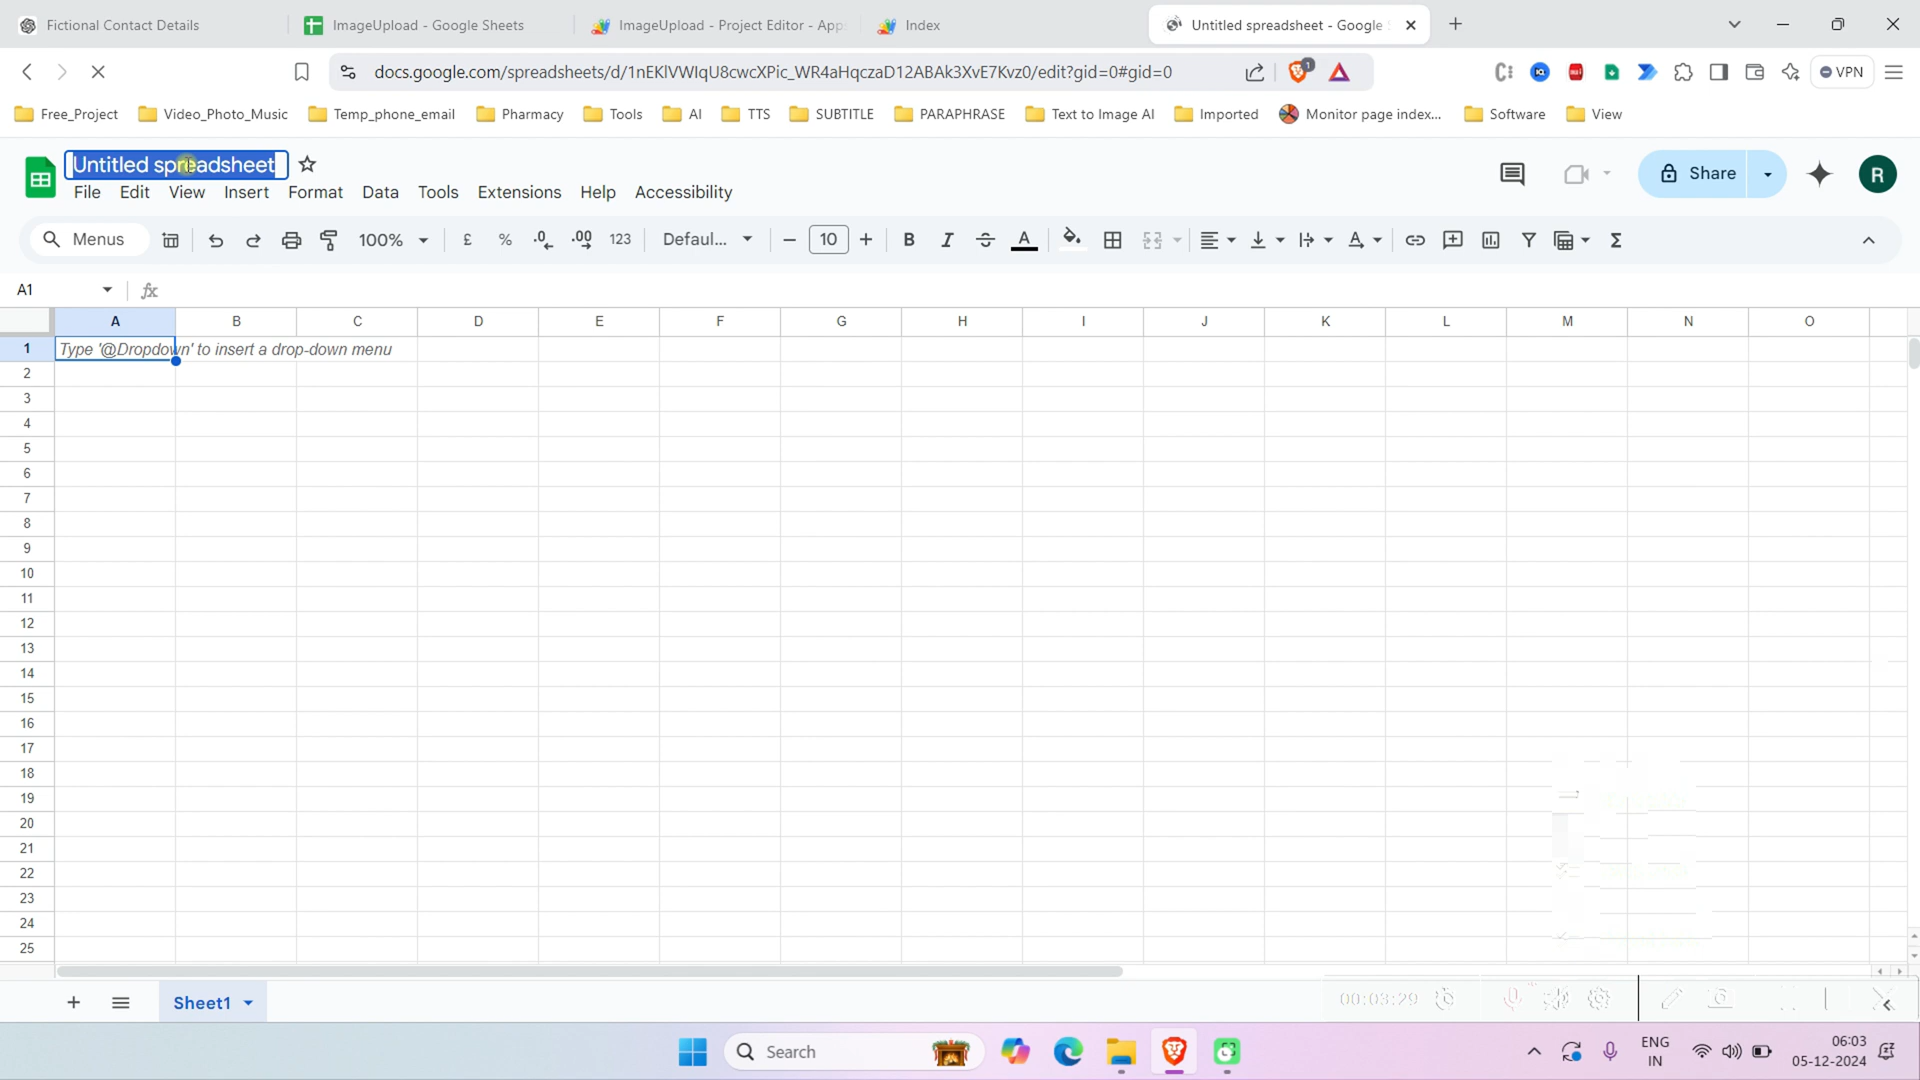 Fictional Contact Details
ImageUpload - Google Sheets
ImageUpload - Project Editor - Apps
Index
Untitled spreadsheet - Google S
docs.google.com/spreadsheets/d/1nEKlVWIqU8cwcXPic_WR4aHqczaD12ABAk3XvE7Kvz0/edit?gid=0#gid=0
1
VPN
Free_Project
Video_Photo_Music
Temp_phone_email
Pharmacy
Tools
AI
TTS
SUBTITLE
PARAPHRASE
Text to Image AI
Imported
Monitor page index...
Software
View
Untitled spreadsheet
File Edit View Insert Format Data Tools Extensions Help Accessibility
Share
R
Menus
100%
£ % .0 .00 123
Defaul...
10
B I S A
Σ
A1
fx
A B C D E F G H I J K L M N O
1 Type '@Dropdown' to insert a drop-down menu
2
3
4
5
6
7
8
9
10
11
12
13
14
15
16
17
18
19
20
21
22
23
24
25
Sheet1
00:03:29
Search
ENG
IN
06:03
05-12-2024